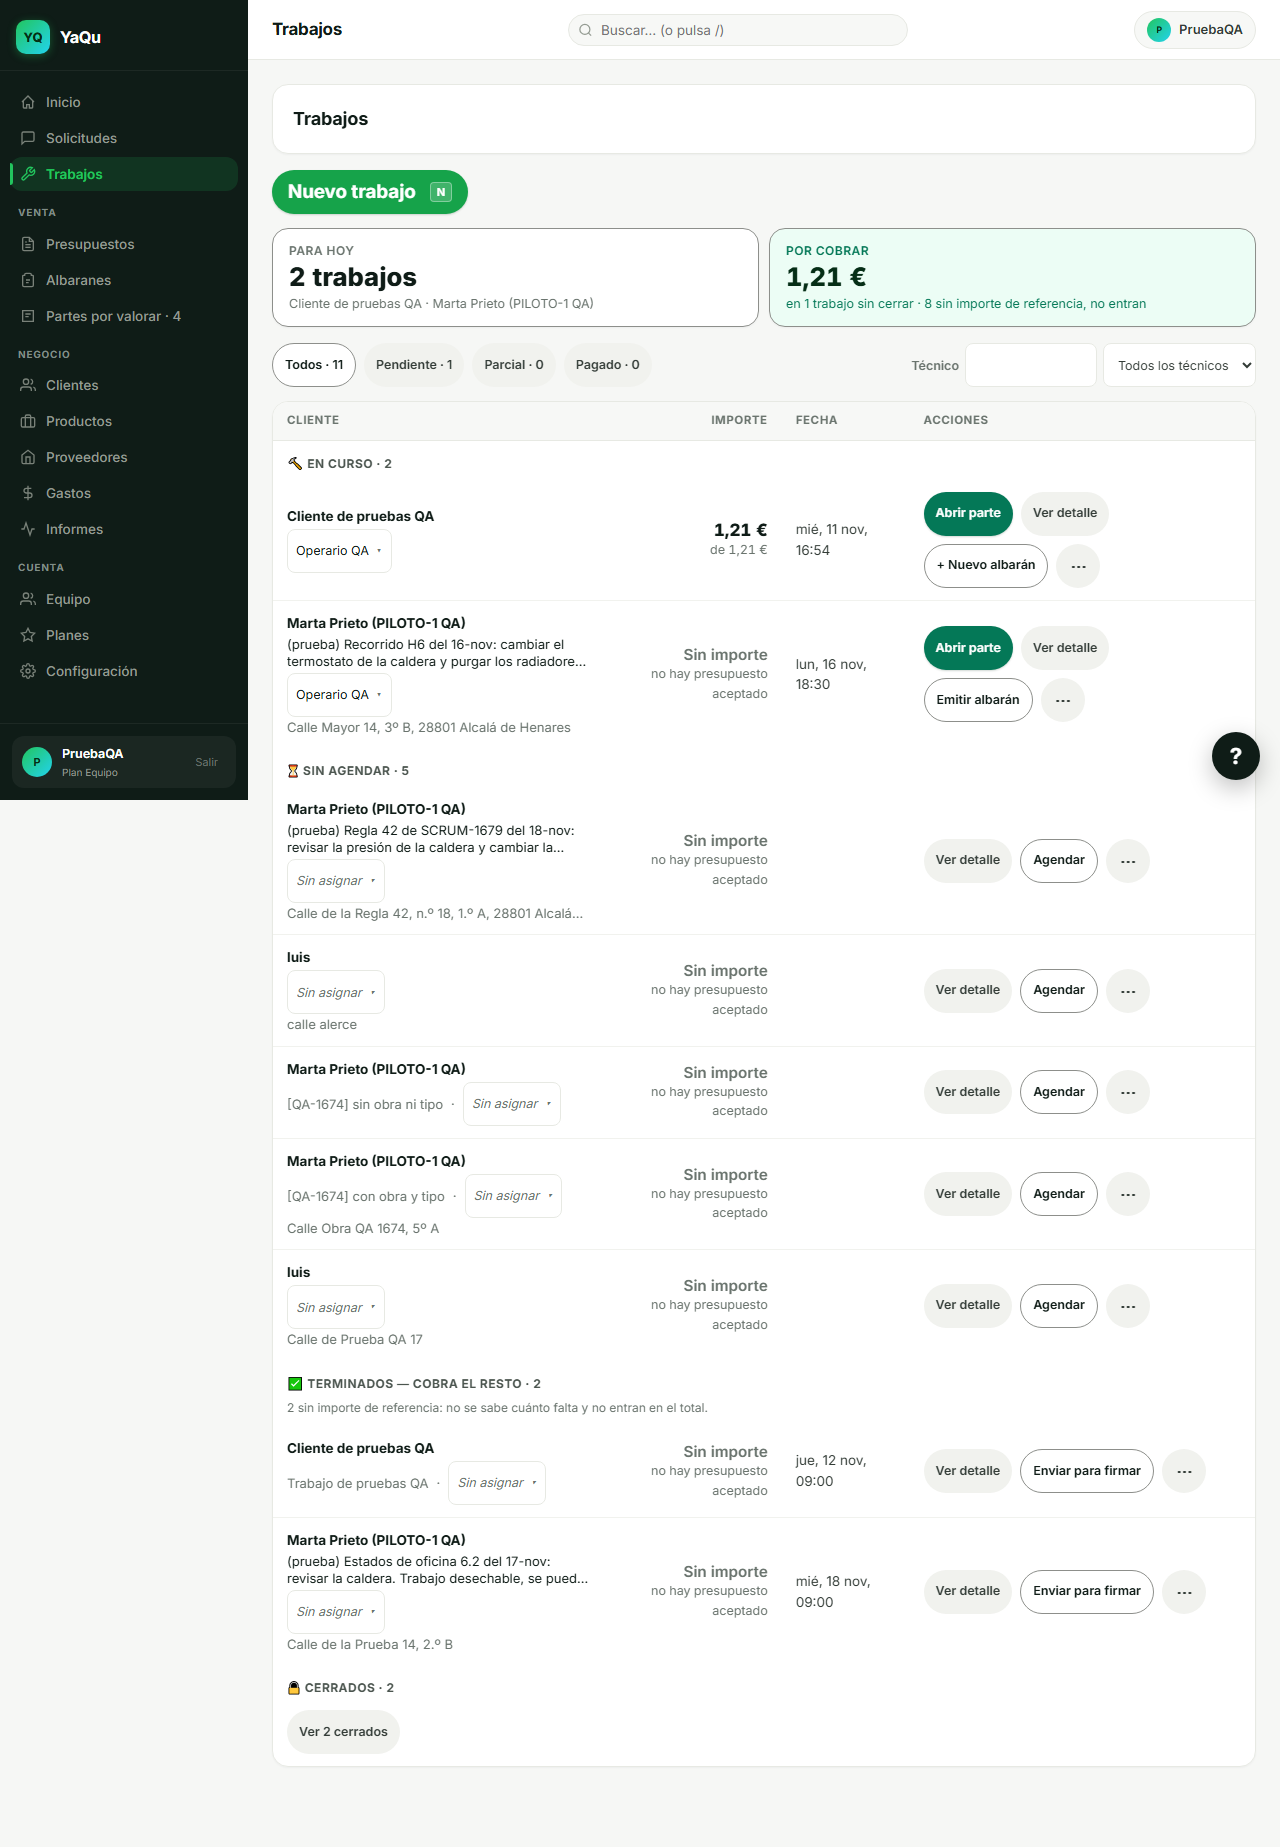 YQ YaQu
Inicio
Solicitudes
Trabajos
VENTA
Presupuestos
Albaranes
Partes por valorar · 4
NEGOCIO
Clientes
Productos
Proveedores
Gastos
Informes
CUENTA
Equipo
Planes
Configuración
P PruebaQA
Plan Equipo
Salir
Trabajos
Buscar... (o pulsa /)
P PruebaQA
Trabajos
Nuevo trabajo N
PARA HOY
2 trabajos
Cliente de pruebas QA · Marta Prieto (PILOTO-1 QA)
POR COBRAR
1,21 €
en 1 trabajo sin cerrar · 8 sin importe de referencia, no entran
Todos · 11 Pendiente · 1 Parcial · 0 Pagado · 0
Técnico Todos los técnicos
CLIENTE IMPORTE FECHA ACCIONES
🔨 EN CURSO · 2
Cliente de pruebas QA
Operario QA
1,21 €
de 1,21 €
mié, 11 nov,
16:54
Abrir parte Ver detalle
+ Nuevo albarán ...
Marta Prieto (PILOTO-1 QA)
(prueba) Recorrido H6 del 16-nov: cambiar el
termostato de la caldera y purgar los radiadore...
Operario QA
Calle Mayor 14, 3º B, 28801 Alcalá de Henares
Sin importe
no hay presupuesto
aceptado
lun, 16 nov,
18:30
Abrir parte Ver detalle
Emitir albarán ...
?
⏳ SIN AGENDAR · 5
Marta Prieto (PILOTO-1 QA)
(prueba) Regla 42 de SCRUM-1679 del 18-nov:
revisar la presión de la caldera y cambiar la...
Sin asignar
Calle de la Regla 42, n.º 18, 1.º A, 28801 Alcalá...
Sin importe
no hay presupuesto
aceptado
Ver detalle Agendar ...
luis
Sin asignar
calle alerce
Sin importe
no hay presupuesto
aceptado
Ver detalle Agendar ...
Marta Prieto (PILOTO-1 QA)
[QA-1674] sin obra ni tipo · Sin asignar
Sin importe
no hay presupuesto
aceptado
Ver detalle Agendar ...
Marta Prieto (PILOTO-1 QA)
[QA-1674] con obra y tipo · Sin asignar
Calle Obra QA 1674, 5º A
Sin importe
no hay presupuesto
aceptado
Ver detalle Agendar ...
luis
Sin asignar
Calle de Prueba QA 17
Sin importe
no hay presupuesto
aceptado
Ver detalle Agendar ...
✅ TERMINADOS — COBRA EL RESTO · 2
2 sin importe de referencia: no se sabe cuánto falta y no entran en el total.
Cliente de pruebas QA
Trabajo de pruebas QA · Sin asignar
Sin importe
no hay presupuesto
aceptado
jue, 12 nov,
09:00
Ver detalle Enviar para firmar ...
Marta Prieto (PILOTO-1 QA)
(prueba) Estados de oficina 6.2 del 17-nov:
revisar la caldera. Trabajo desechable, se pued...
Sin asignar
Calle de la Prueba 14, 2.º B
Sin importe
no hay presupuesto
aceptado
mié, 18 nov,
09:00
Ver detalle Enviar para firmar ...
🔒 CERRADOS · 2
Ver 2 cerrados